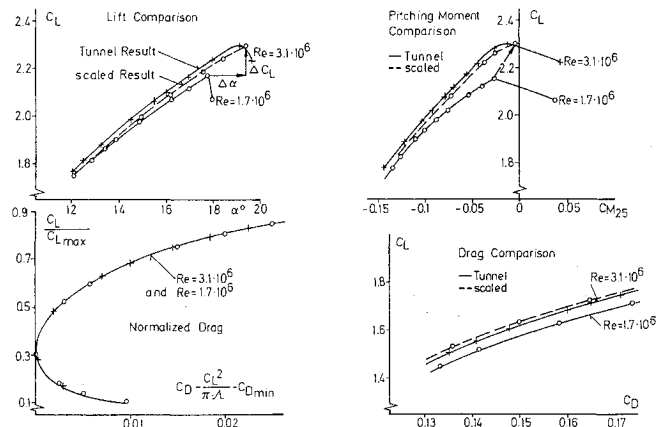 C_L
Lift Comparison
2.4
Tunnel Result
scaled Result
Re=3.1·10^6
Δ C_L
Δα
2.2
Re=1.7·10^6
2.0
1.8
12 14 16 18 α° 20
Pitching Moment
Comparison
C_L
2.4
Tunnel
scaled
Re=3.1·10^6
2.2
Re=1.7·10^6
2.0
1.8
-0.15 -0.1 -0.05 0 0.05 C_M25
0.9
C_L
C_Lmax
0.7
Re=3.1·10^6
and Re=1.7·10^6
0.5
Normalized Drag
0.3
C_D - C_L^2 / π·Λ - C_Dmin
0.1
0.01 0.02
C_L
Drag Comparison
1.8
Tunnel
scaled
Re=3.1·10^6
1.6
Re=1.7·10^6
1.4
C_D
0.13 0.14 0.15 0.16 0.17